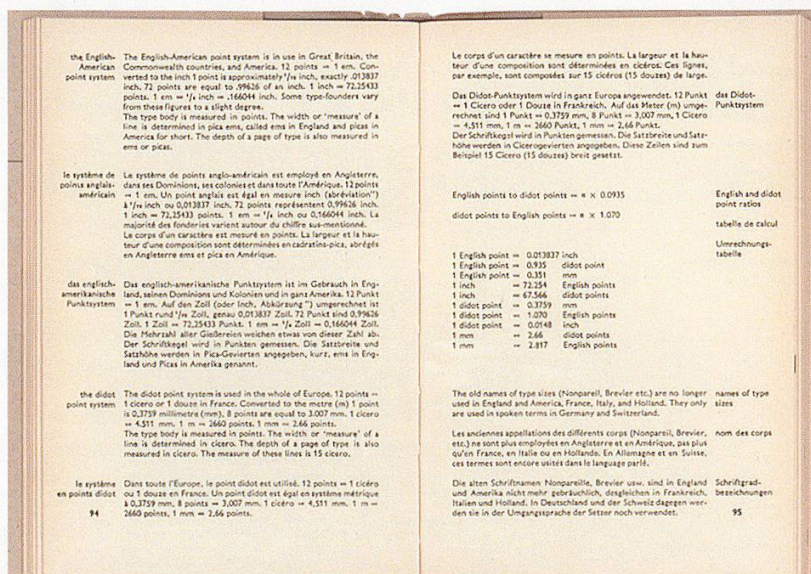 the English-
American
point system
The English-American point system is in use in Great Britain, the
Commonwealth countries, and America. 12 points = 1 em. Con-
verted to the inch 1 point is approximately ¹/₇₂ inch, exactly .013837
inch. 72 points are equal to .99626 of an inch. 1 inch = 72.25433
points. 1 em = ¹/₆ inch = .166044 inch. Some type-founders vary
from these figures to a slight degree.
The type body is measured in points. The width or ‘measure’ of a
line is determined in pica ems, called ems in England and picas in
America for short. The depth of a page of type is also measured in
ems or picas.
le système de
points anglais-
américain
Le système de points anglo-américain est employé en Angleterre,
dans ses Dominions, ses colonies et dans toute l'Amérique. 12 points
= 1 em. Un point anglais est égal en mesure inch (abréviation")
à ¹/₇₂ inch ou 0,013837 inch. 72 points représentent 0,99626 inch.
1 inch = 72,25433 points. 1 em = ¹/₆ inch ou 0,166044 inch. La
majorité des fonderies varient autour du chiffre sus-mentionné.
Le corps d'un caractère est mesuré en points. La largeur et la hau-
teur d'une composition sont déterminées en cadratins-pica, abrégés
en Angleterre ems et pica en Amérique.
das englisch-
amerikanische
Punktsystem
Das englisch-amerikanische Punktsystem ist im Gebrauch in Eng-
land, seinen Dominions und Kolonien und in ganz Amerika. 12 Punkt
= 1 em. Auf den Zoll (oder Inch, Abkürzung ") umgerechnet ist
1 Punkt rund ¹/₇₂ Zoll, genau 0,013837 Zoll. 72 Punkt sind 0,99626
Zoll. 1 Zoll = 72,25433 Punkt. 1 em = ¹/₆ Zoll = 0,166044 Zoll.
Die Mehrzahl aller Gießereien weichen etwas von dieser Zahl ab.
Der Schriftkegel wird in Punkten gemessen. Die Satzbreite und
Satzhöhe werden in Pica-Gevierten angegeben, kurz, ems in Eng-
land und Picas in Amerika genannt.
the didot
point system
The didot point system is used in the whole of Europe. 12 points =
1 cicero or 1 douze in France. Converted to the metre (m) 1 point
is 0,3759 millimetre (mm), 8 points are equal to 3.007 mm. 1 cicero
= 4.511 mm. 1 m = 2660 points. 1 mm = 2.66 points.
The type body is measured in points. The width or ‘measure’ of a
line is determined in cicero. The depth of a page of type is also
measured in cicero. The measure of these lines is 15 cicero.
le système
en points didot
Dans toute l'Europe, le point didot est utilisé. 12 points = 1 cicéro
ou 1 douze en France. Un point didot est égal en système métrique
à 0,3759 mm, 8 points = 3,007 mm. 1 cicéro = 4,511 mm. 1 m =
2660 points, 1 mm = 2,66 points.
94
Le corps d'un caractère se mesure en points. La largeur et la hau-
teur d'une composition sont déterminées en cicéros. Ces lignes,
par exemple, sont composées sur 15 cicéros (15 douzes) de large.
Das Didot-Punktsystem wird in ganz Europa angewendet. 12 Punkt
= 1 Cicero oder 1 Douze in Frankreich. Auf das Meter (m) umge-
rechnet sind 1 Punkt = 0,3759 mm, 8 Punkt = 3,007 mm, 1 Cicero
= 4,511 mm, 1 m = 2660 Punkt, 1 mm = 2,66 Punkt.
Der Schriftkegel wird in Punkten gemessen. Die Satzbreite und Satz-
höhe werden in Cicerogevierten angegeben. Diese Zeilen sind zum
Beispiel 15 Cicero (15 douzes) breit gesetzt.
das Didot-
Punktsystem
English points to didot points = n × 0.0935
didot points to English points = n × 1.070
English and didot
point ratios
tabelle de calcul
Umrechnungs-
tabelle
1 English point = 0.013837 inch
1 English point = 0.935 didot point
1 English point = 0.351 mm
1 inch = 72.254 English points
1 inch = 67.566 didot points
1 didot point = 0.3759 mm
1 didot point = 1.070 English points
1 didot point = 0.0148 inch
1 mm = 2.66 didot points
1 mm = 2.817 English points
The old names of type sizes (Nonpareil, Brevier etc.) are no longer
used in England and America, France, Italy, and Holland. They only
are used in spoken terms in Germany and Switzerland.
names of type
sizes
Les anciennes appellations des différents corps (Nonpareil, Brevier,
etc.) ne sont plus employées en Angleterre et en Amérique, pas plus
qu'en France, en Italie ou en Hollande. En Allemagne et en Suisse,
ces termes sont encore usités dans le language parlé.
nom des corps
Die alten Schriftnamen Nonpareille, Brevier usw. sind in England
und Amerika nicht mehr gebräuchlich, desgleichen in Frankreich,
Italien und Holland. In Deutschland und der Schweiz dagegen wer-
den sie in der Umgangssprache der Setzer noch verwendet.
Schriftgrad-
bezeichnungen
95